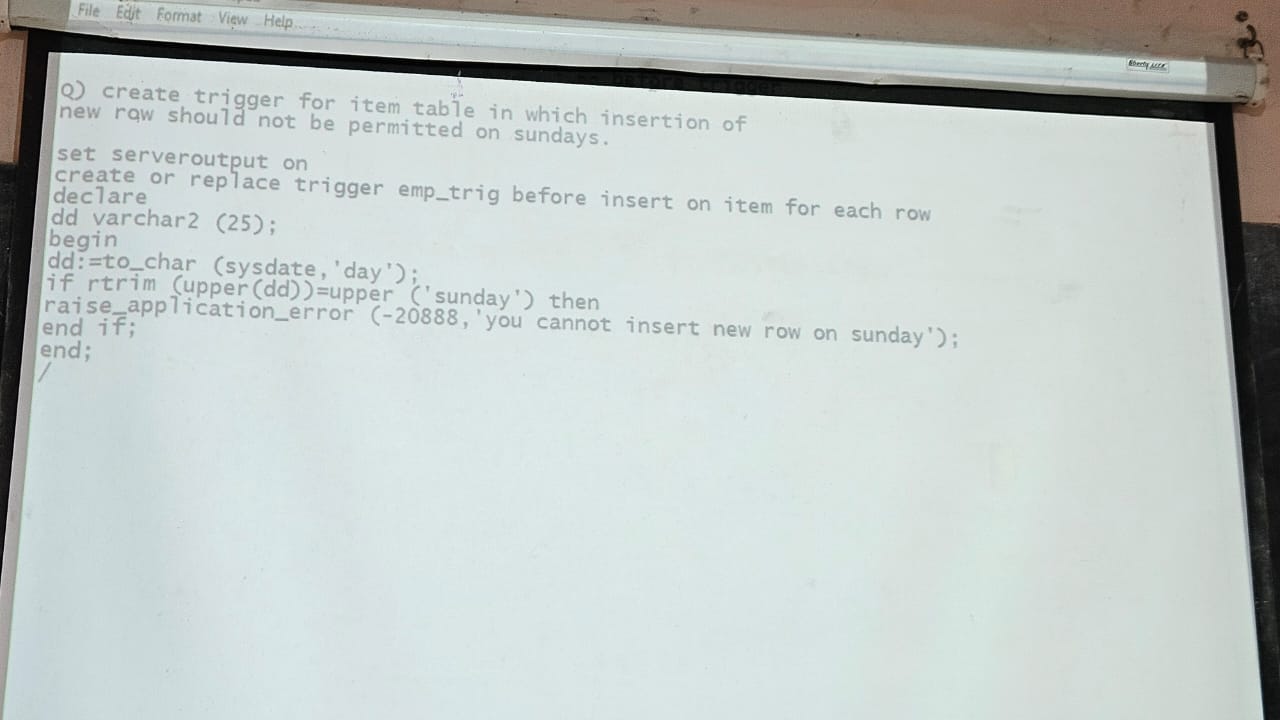 File Edit Format View Help
before trigger
Q) create trigger for item table in which insertion of
new row should not be permitted on sundays.
set serveroutput on
create or replace trigger emp_trig before insert on item for each row
declare
dd varchar2 (25);
begin
dd:=to_char (sysdate,'day');
if rtrim (upper(dd))=upper ('sunday') then
raise_application_error (-20888,'you cannot insert new row on sunday');
end if;
end;
/